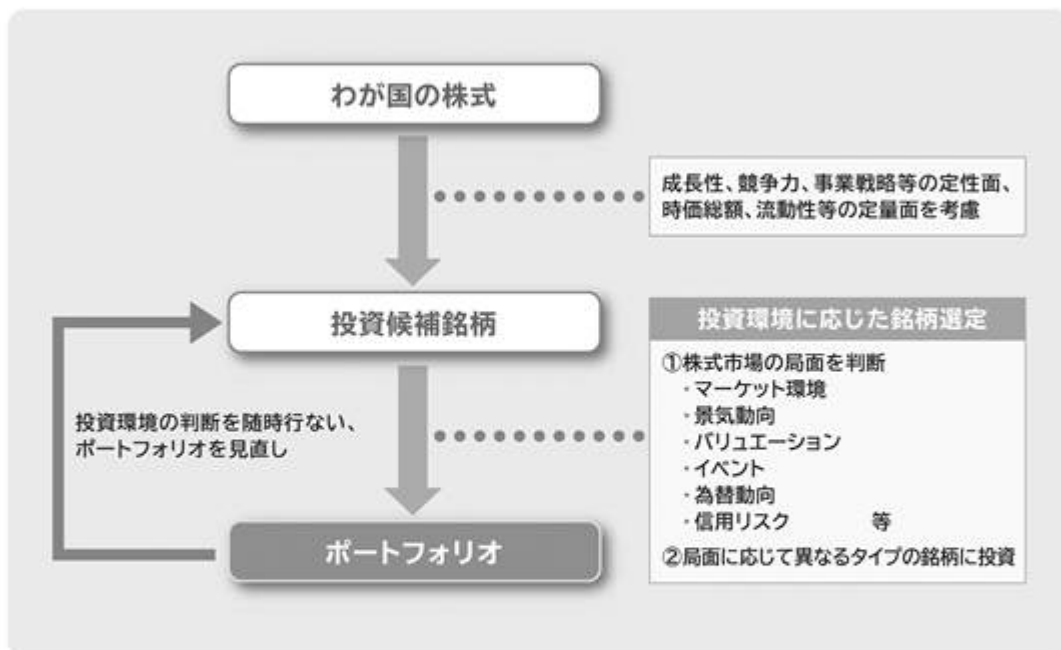 わが国の株式
成長性、競争力、事業戦略等の定性面、
時価総額、流動性等の定量面を考慮
投資候補銘柄
投資環境に応じた銘柄選定
①株式市場の局面を判断
・マーケット環境
・景気動向
・バリュエーション
・イベント
・為替動向
・信用リスク 等
②局面に応じて異なるタイプの銘柄に投資
投資環境の判断を随時行ない、
ポートフォリオを見直し
ポートフォリオ